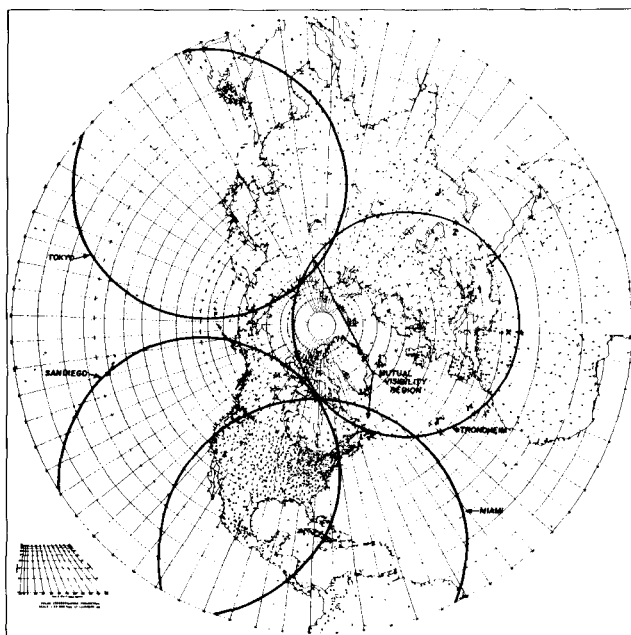 TOKYO
SAN DIEGO
MUTUAL
VISIBILITY
REGION
TRONDHEIM
MIAMI